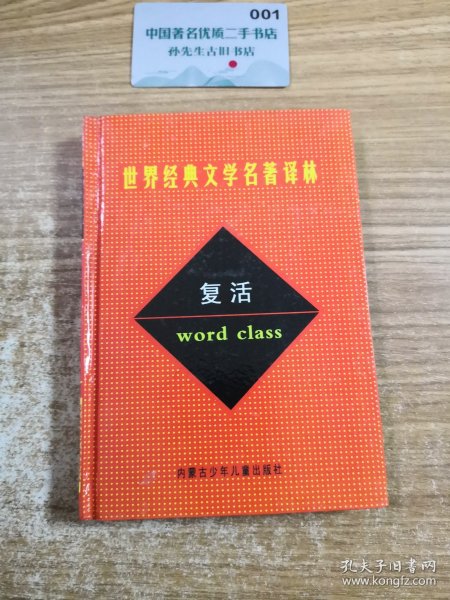 001
中国著名优质二手书店
孙先生古旧书店
世界经典文学名著译林
复活
word class
内蒙古少年儿童出版社
孔夫子旧书网
www.kongfz.com